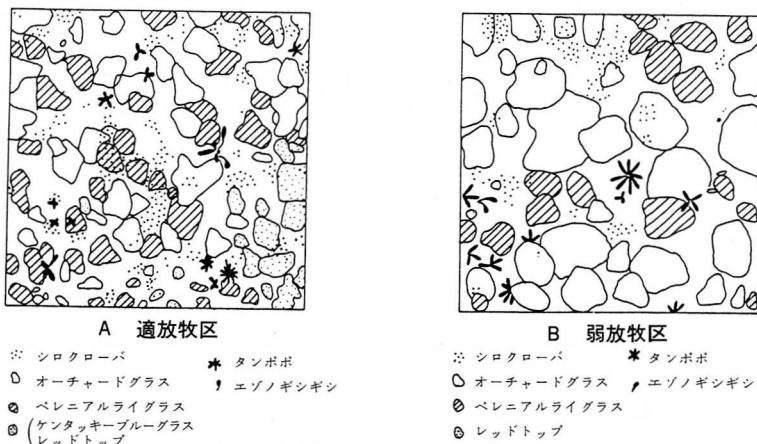 A 適放牧区
シロクローバ
タンポポ
オーチャードグラス
エゾノギシギシ
ペレニアルライグラス
ケンタッキーブルーグラス
レッドトップ
B 弱放牧区
シロクローバ
タンポポ
オーチャードグラス
エゾノギシギシ
ペレニアルライグラス
レッドトップ